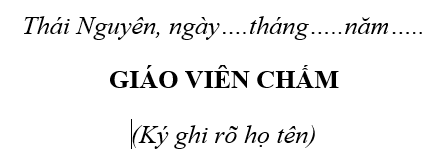 Thái Nguyên, ngày....tháng.....năm.....
GIÁO VIÊN CHẤM
(Ký ghi rõ họ tên)